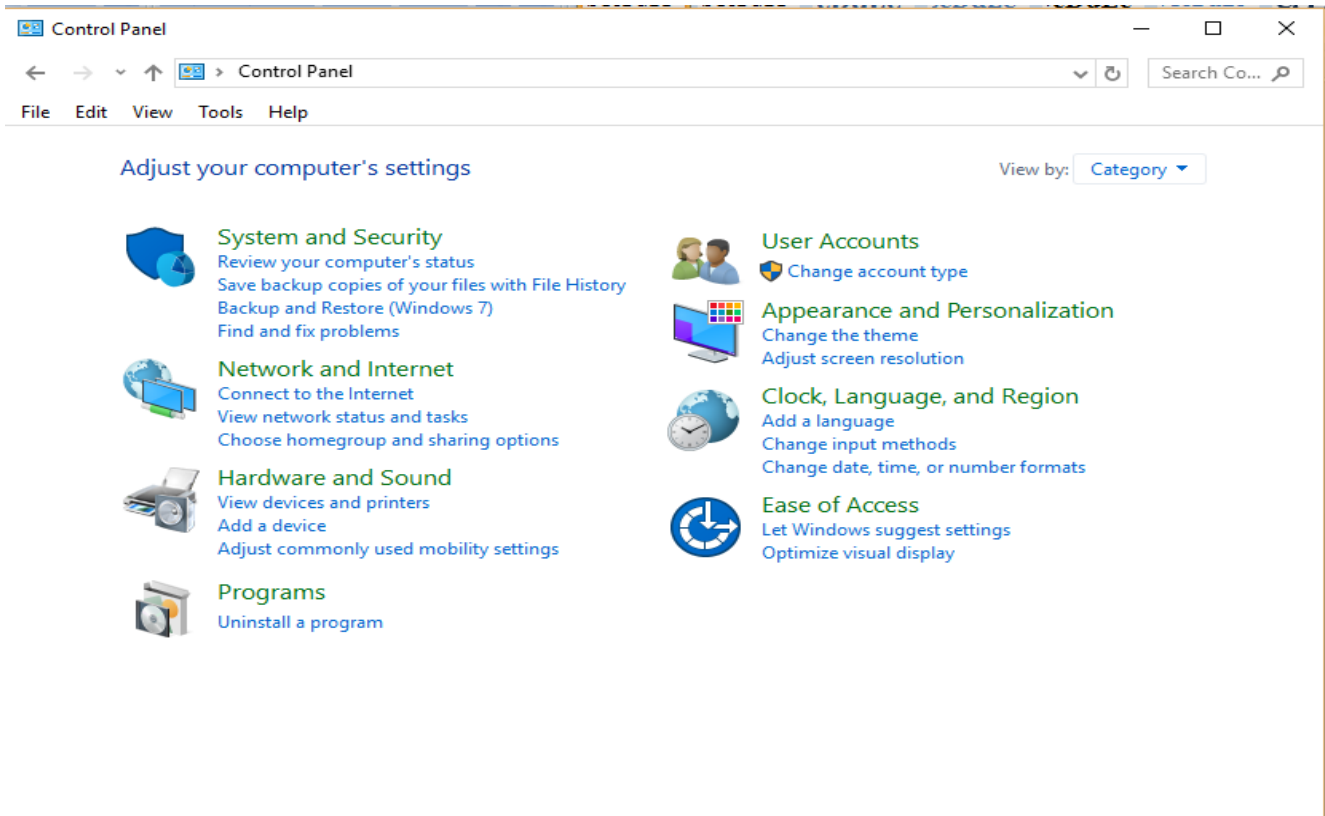 Control Panel
Control Panel
Search Co...
File Edit View Tools Help
Adjust your computer's settings
View by: Category
System and Security
Review your computer's status
Save backup copies of your files with File History
Backup and Restore (Windows 7)
Find and fix problems
Network and Internet
Connect to the Internet
View network status and tasks
Choose homegroup and sharing options
Hardware and Sound
View devices and printers
Add a device
Adjust commonly used mobility settings
Programs
Uninstall a program
User Accounts
Change account type
Appearance and Personalization
Change the theme
Adjust screen resolution
Clock, Language, and Region
Add a language
Change input methods
Change date, time, or number formats
Ease of Access
Let Windows suggest settings
Optimize visual display